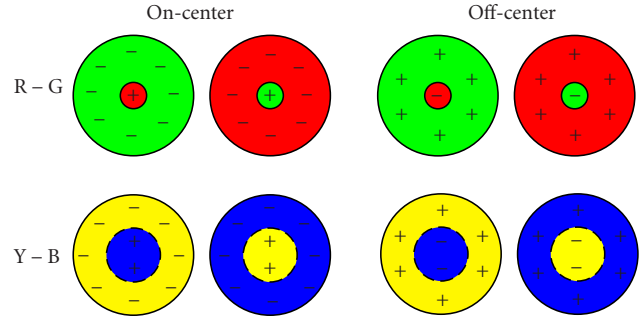 On-center Off-center
R – G
Y – B